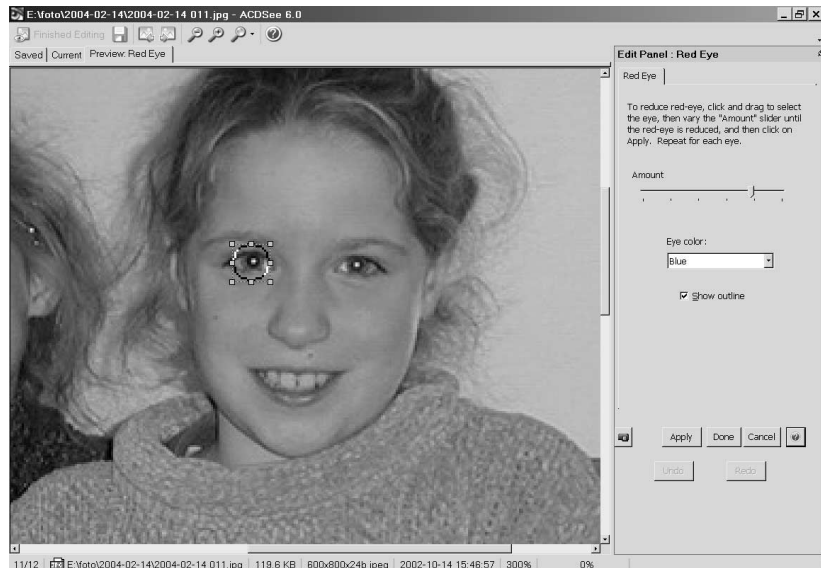 E:\foto\2004-02-14\2004-02-14 011.jpg - ACDSee 6.0
Finished Editing
Saved Current Preview: Red Eye
Edit Panel : Red Eye
Red Eye
To reduce red-eye, click and drag to select
the eye, then vary the "Amount" slider until
the red-eye is reduced, and then click on
Apply. Repeat for each eye.
Amount
Eye color:
Blue
Show outline
Apply Done Cancel
Undo Redo
11/12 E:\foto\2004-02-14\2004-02-14 011.jpg 119.6 KB 600x800x24b jpeg 2002-10-14 15:46:57 300% 0%